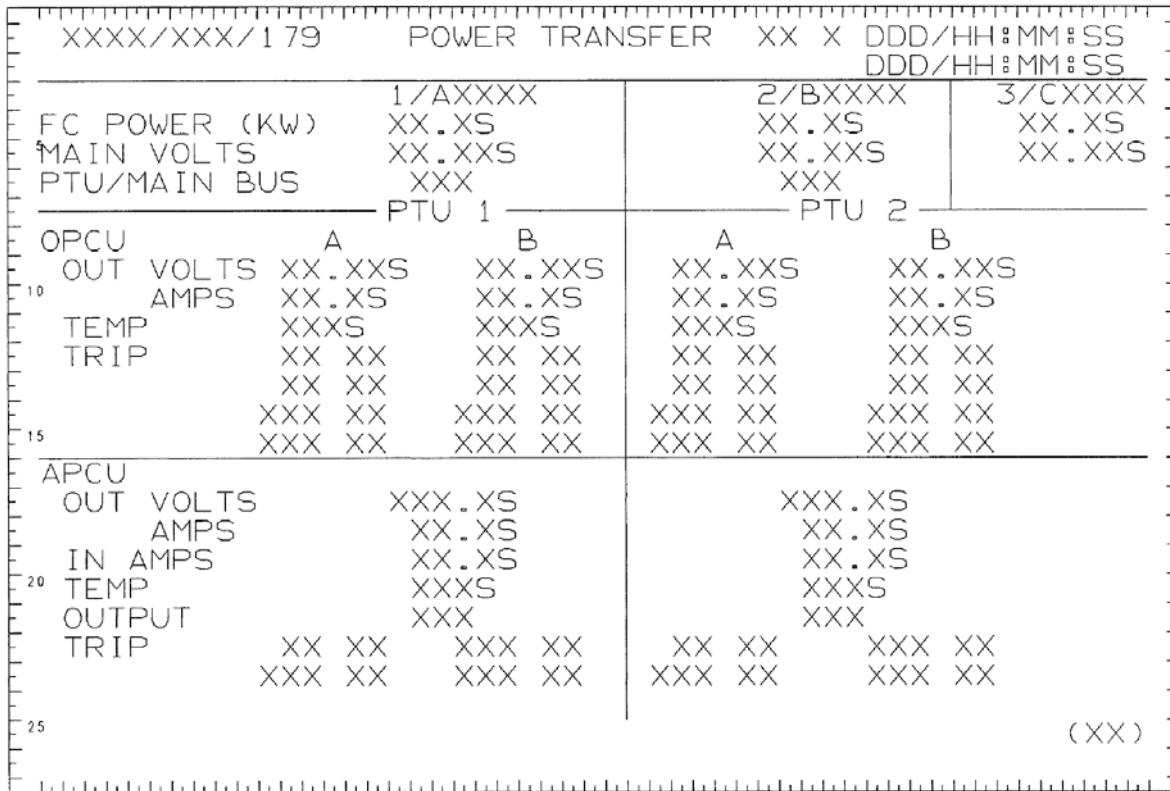 XXXX/XXX/179 POWER TRANSFER XX X DDD/HH:MM:SS
DDD/HH:MM:SS
1/AXXXX 2/BXXXX 3/CXXXX
FC POWER (KW) XX.XS XX.XS XX.XS
5 MAIN VOLTS XX.XXS XX.XXS XX.XXS
PTU/MAIN BUS XXX XXX
PTU 1 PTU 2
OPCU A B A B
OUT VOLTS XX.XXS XX.XXS XX.XXS XX.XXS
10 AMPS XX.XS XX.XS XX.XS XX.XS
TEMP XXXS XXXS XXXS XXXS
TRIP XX XX XX XX XX XX XX XX
XX XX XX XX XX XX XX XX
XXX XX XXX XX XXX XX XXX XX
15 XXX XX XXX XX XXX XX XXX XX
APCU
OUT VOLTS XXX.XS XXX.XS
AMPS XX.XS XX.XS
IN AMPS XX.XS XX.XS
20 TEMP XXXS XXXS
OUTPUT XXX XXX
TRIP XX XX XXX XX XX XX XXX XX
XXX XX XXX XX XXX XX XXX XX
25 (XX)